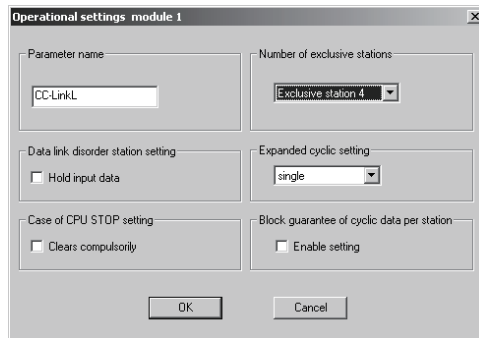 Operational settings module 1
Parameter name
CC-LinkL
Number of exclusive stations
Exclusive station 4
Data link disorder station setting
Hold input data
Expanded cyclic setting
single
Case of CPU STOP setting
Clears compulsorily
Block guarantee of cyclic data per station
Enable setting
OK
Cancel